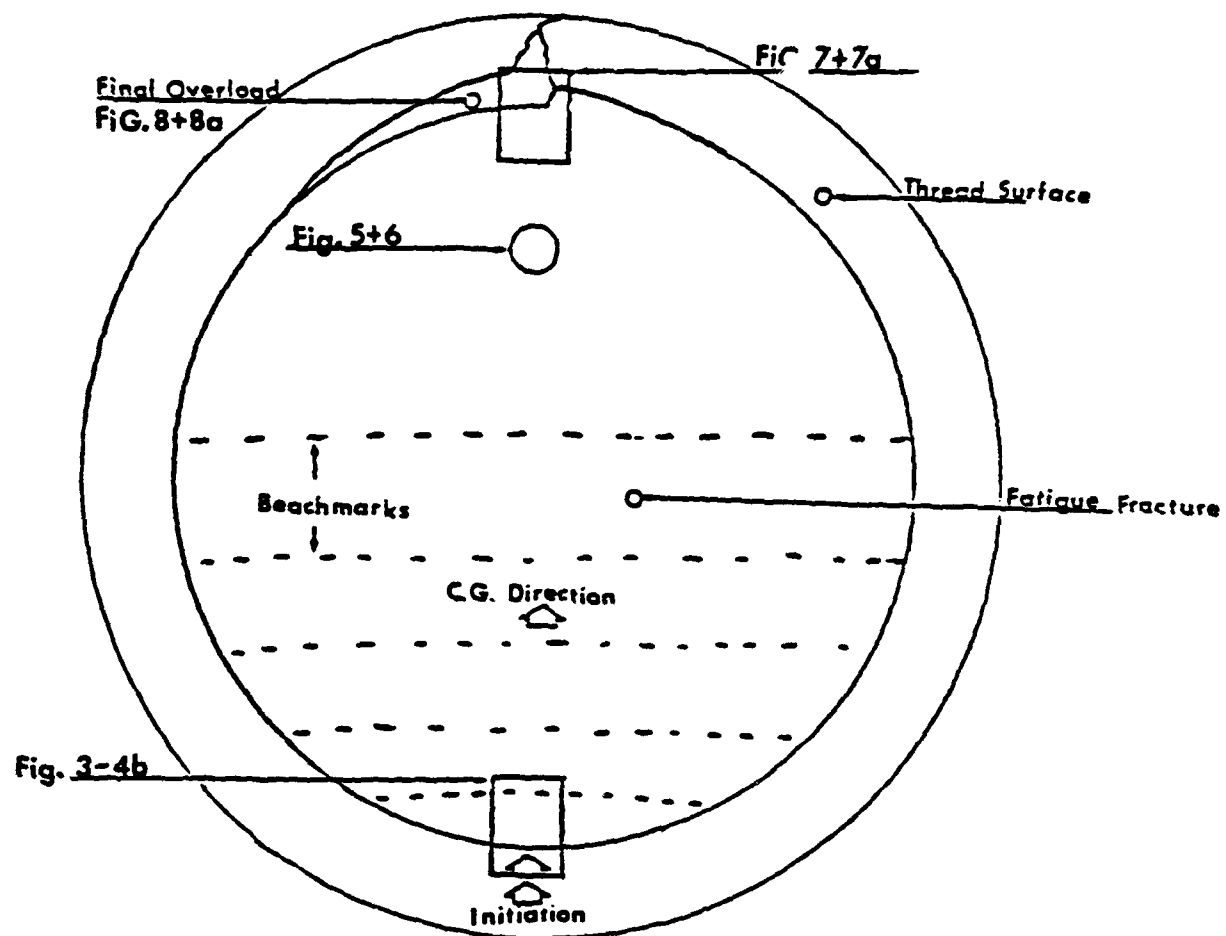 FiG 7+7a
Final Overload
FiG. 8+8a
Thread Surface
Fig. 5+6
Beachmarks
Fatigue Fracture
C.G. Direction
Fig. 3-4b
Initiation